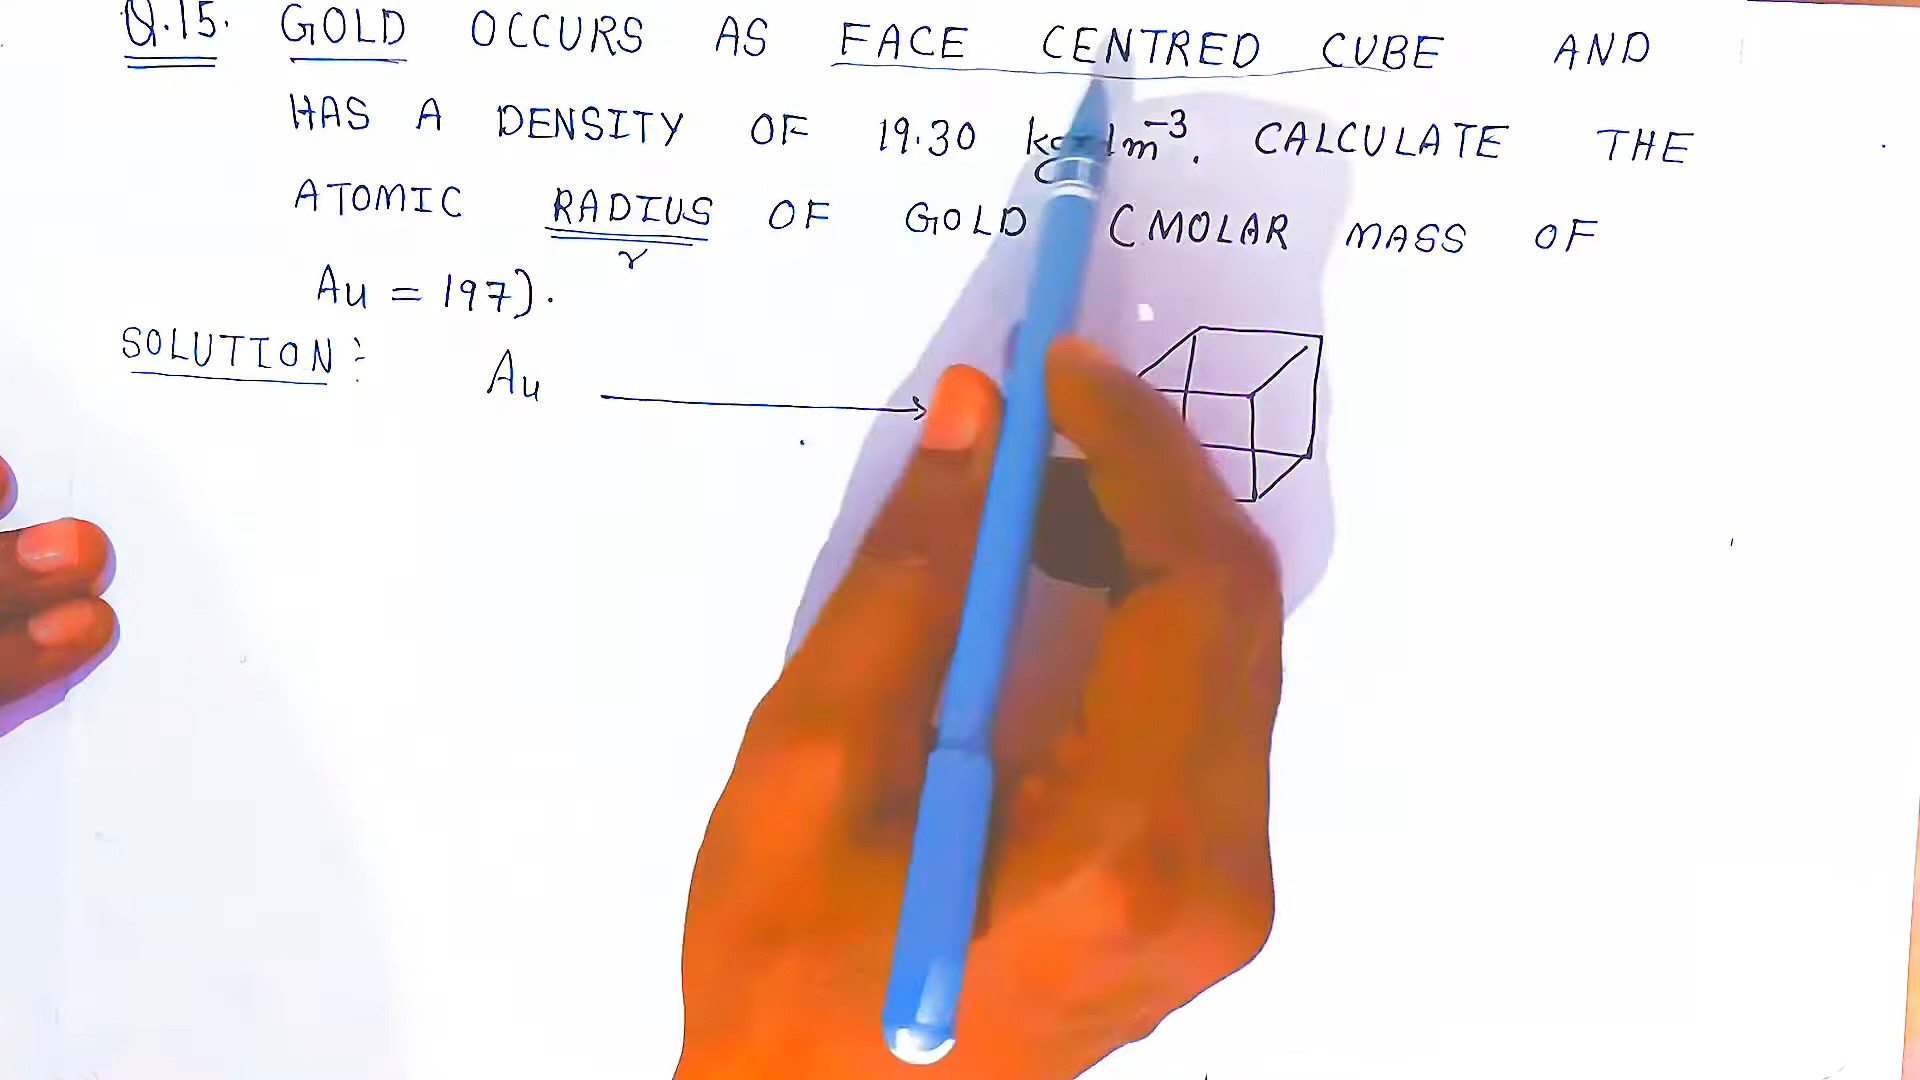 Q.15. GOLD OCCURS AS FACE CENTRED CUBE AND
HAS A DENSITY OF 19.30 kg dm⁻³. CALCULATE THE
ATOMIC RADIUS OF GOLD (MOLAR MASS OF
r
Au = 197).
SOLUTION: Au